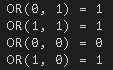 OR(0, 1) = 1
OR(1, 1) = 1
OR(0, 0) = 0
OR(1, 0) = 1